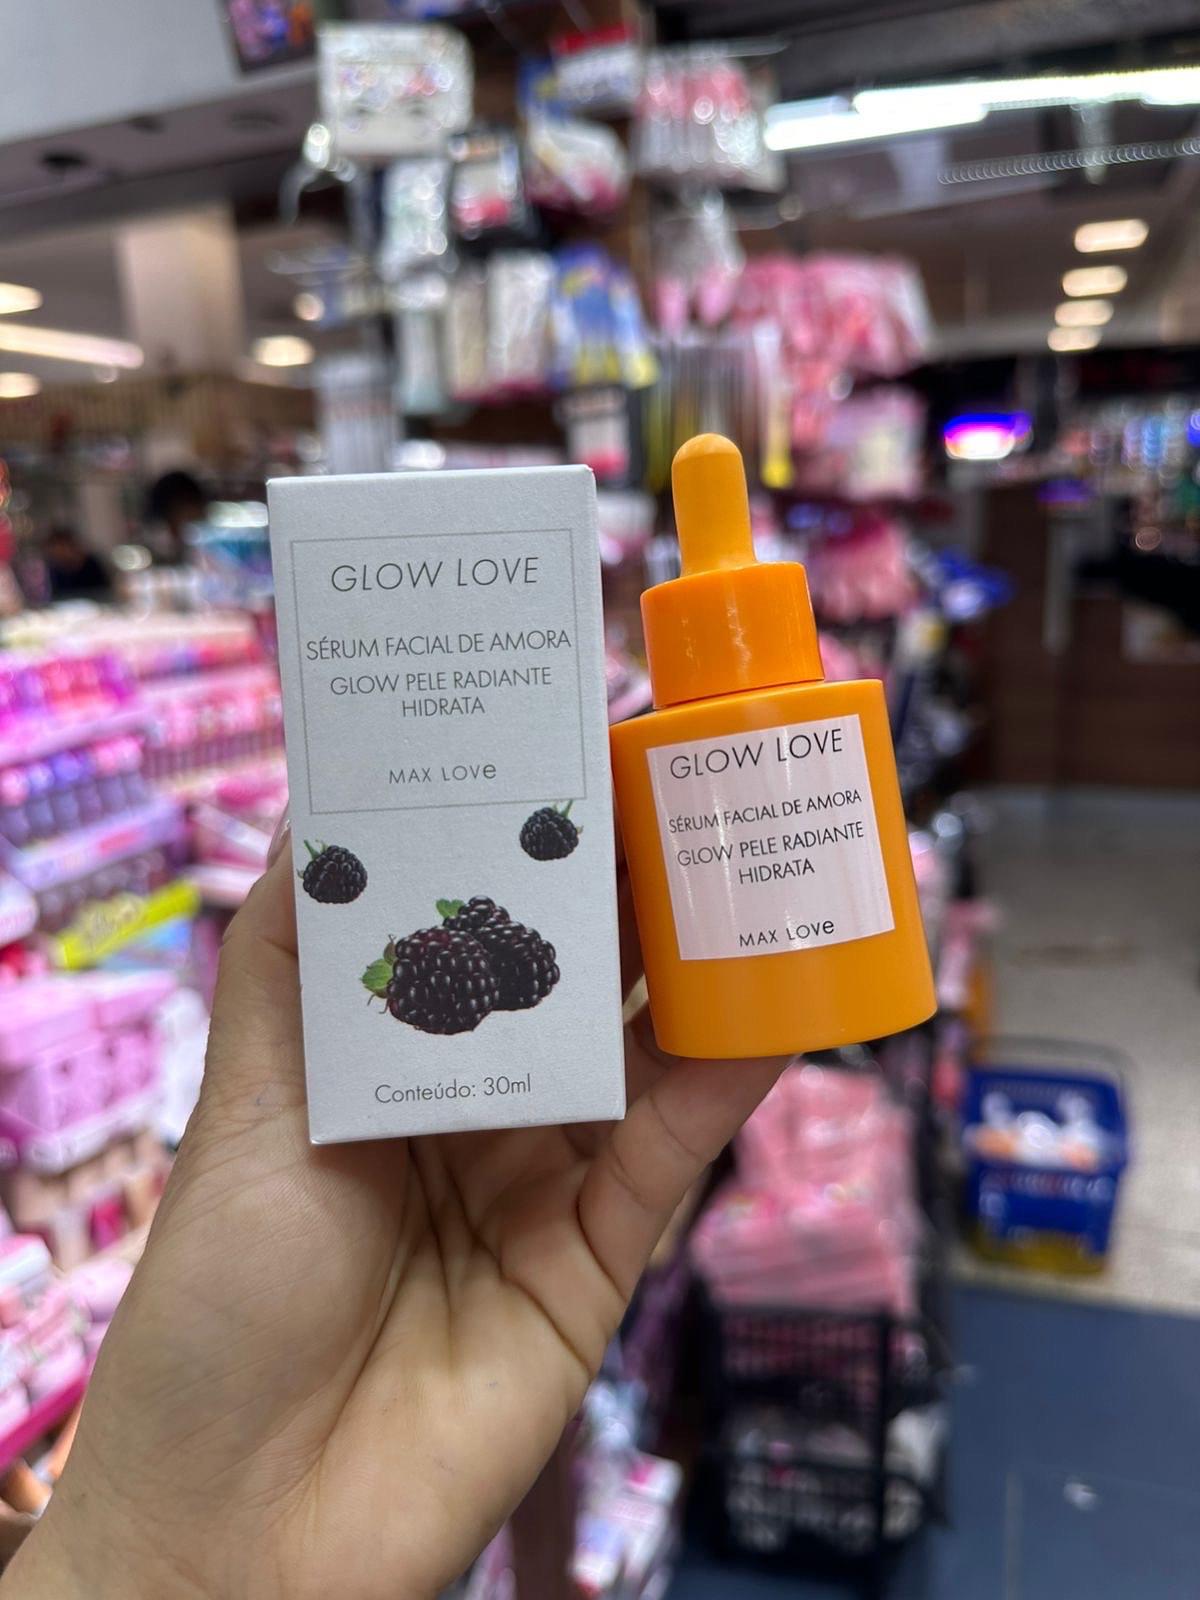 GLOW LOVE
SÉRUM FACIAL DE AMORA
GLOW PELE RADIANTE
HIDRATA
MAX LOVe
Conteúdo: 30ml
GLOW LOVE
SÉRUM FACIAL DE AMORA
GLOW PELE RADIANTE
HIDRATA
MAX LOVe